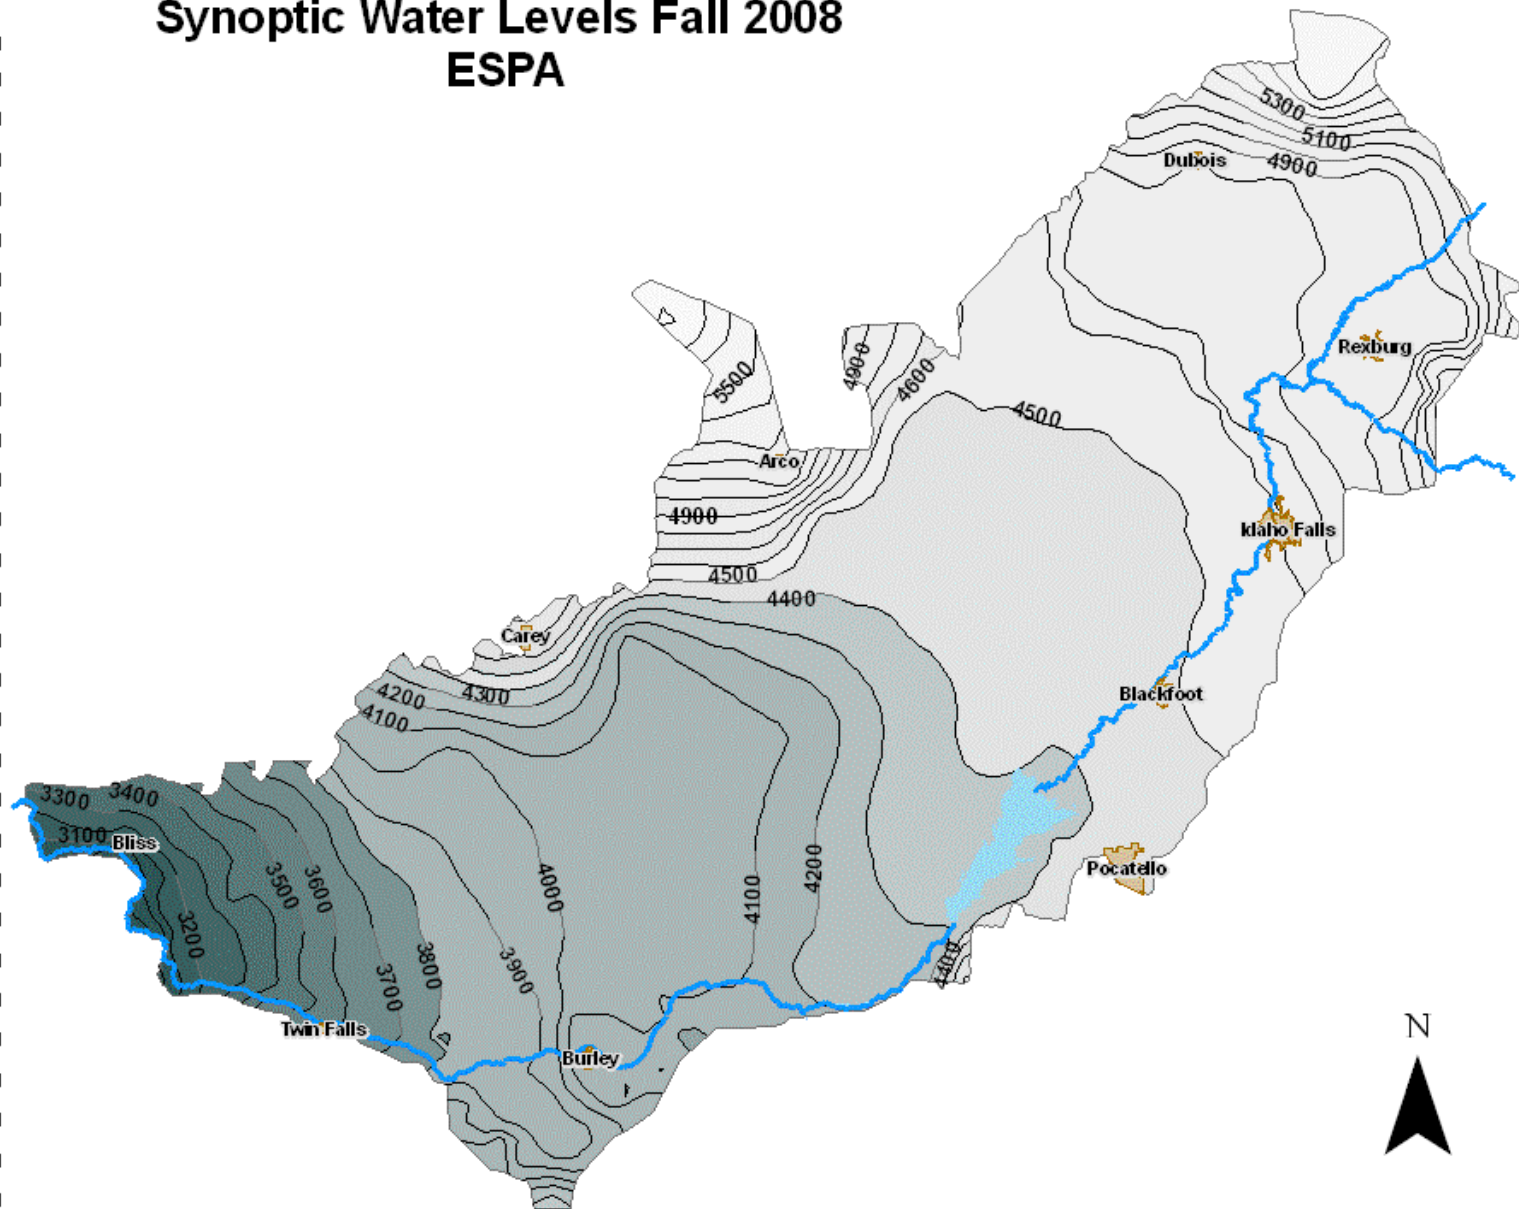 Synoptic Water Levels Fall 2008
ESPA
5300
5100
4900
Dubois
Rexburg
4900
4600
5500
4500
Arco
4900
Idaho Falls
4500
4400
Carey
4300
4200
4100
Blackfoot
3300
3400
3100
Bliss
Pocatello
3500
3600
4000
4100
4200
3200
3700
3800
3900
4400
Twin Falls
Burley
N